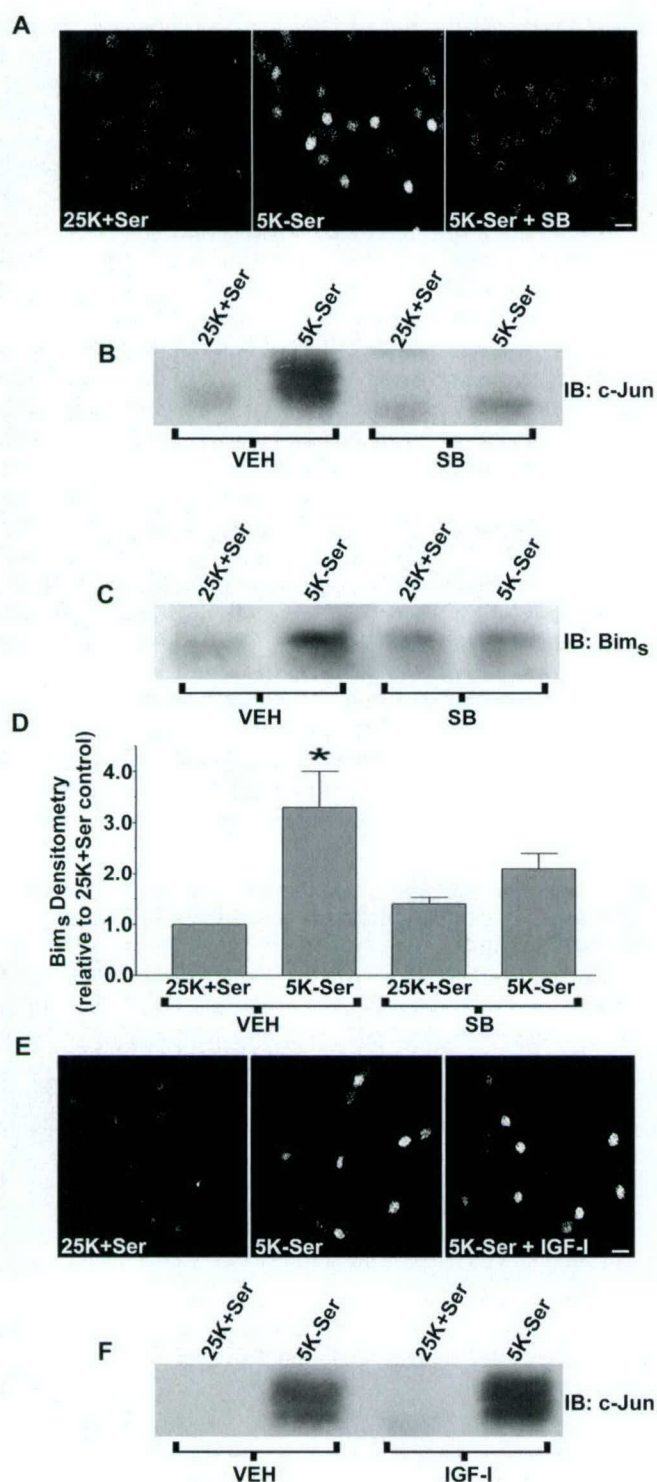 A
25K+Ser 5K-Ser 5K-Ser + SB
25K+Ser 5K-Ser 25K+Ser 5K-Ser
B
IB: c-Jun
VEH SB
25K+Ser 5K-Ser 25K+Ser 5K-Ser
C
IB: Bims
VEH SB
D
Bims Densitometry
(relative to 25K+Ser control)
*
4.0
3.0
2.0
1.0
0.0
25K+Ser 5K-Ser 25K+Ser 5K-Ser
VEH SB
E
25K+Ser 5K-Ser 5K-Ser + IGF-I
25K+Ser 5K-Ser 25K+Ser 5K-Ser
F
IB: c-Jun
VEH IGF-I